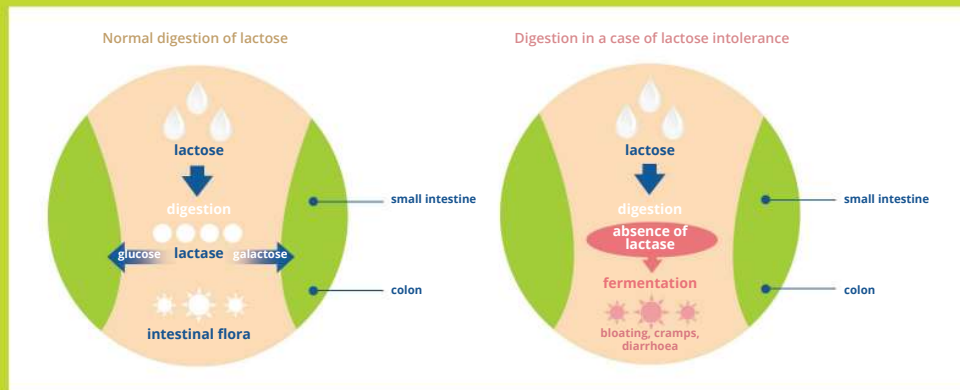 Normal digestion of lactose
lactose
digestion
glucose lactase galactose
intestinal flora
small intestine
colon
Digestion in a case of lactose intolerance
lactose
digestion
absence of
lactase
fermentation
bloating, cramps,
diarrhoea
small intestine
colon